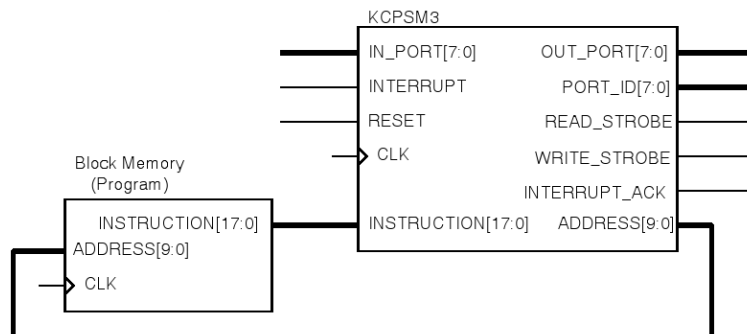 KCPSM3
IN_PORT[7:0] OUT_PORT[7:0]
INTERRUPT PORT_ID[7:0]
RESET READ_STROBE
CLK WRITE_STROBE
INTERRUPT_ACK
INSTRUCTION[17:0] ADDRESS[9:0]
Block Memory
(Program)
INSTRUCTION[17:0]
ADDRESS[9:0]
CLK